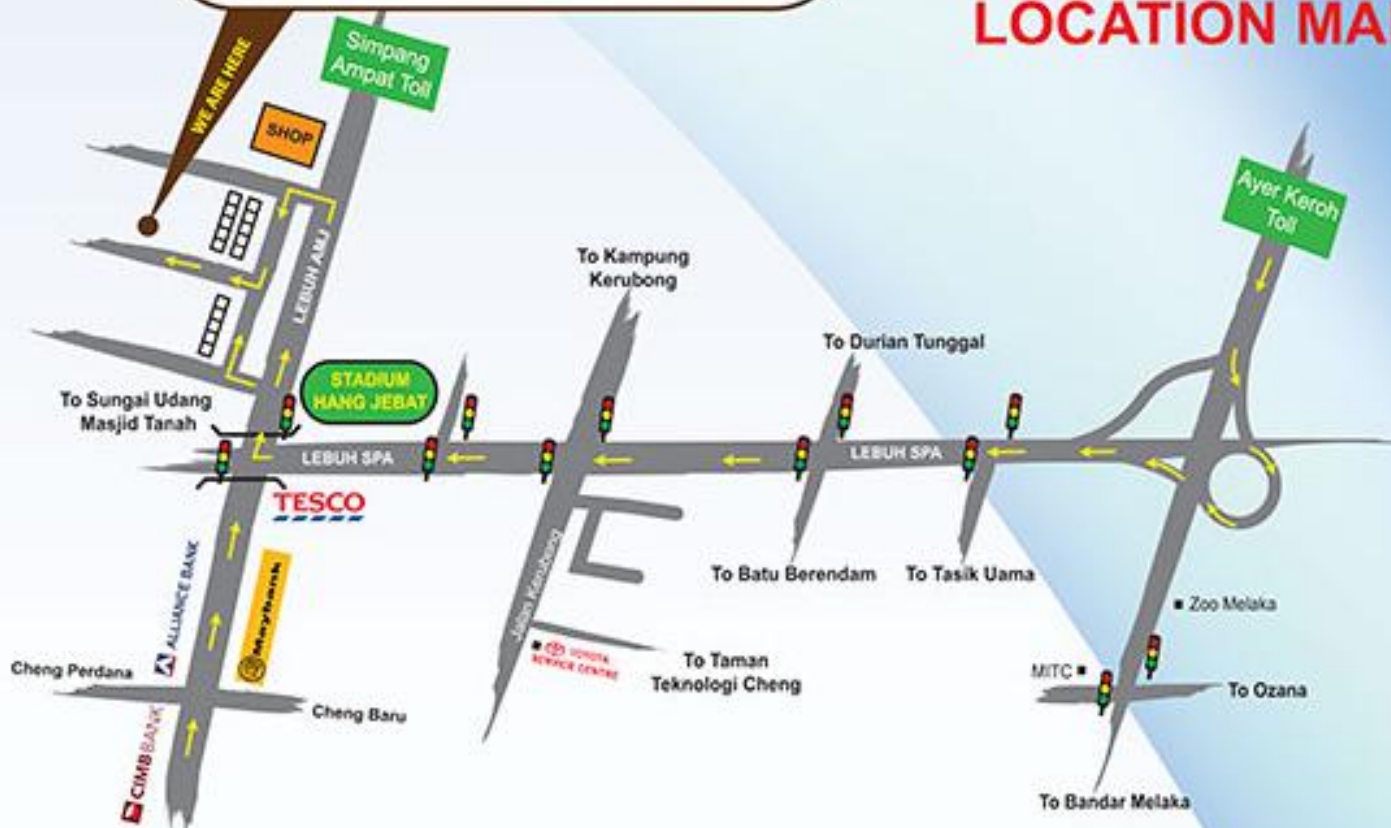 LOCATION MA
WE ARE HERE
Simpang
Ampat Toll
SHOP
Ayer Keroh
Toll
LEBUH AMJ
To Kampung
Kerubong
To Durian Tunggal
STADIUM
HANG JEBAT
To Sungai Udang
Masjid Tanah
LEBUH SPA
LEBUH SPA
TESCO
To Batu Berendam
To Tasik Uama
ALLIANCE BANK
Maybank
Jalan Kerubong
Zoo Melaka
TOYOTA
SERVICE CENTRE
To Taman
Teknologi Cheng
Cheng Perdana
MITC
To Ozana
Cheng Baru
CIMB BANK
To Bandar Melaka